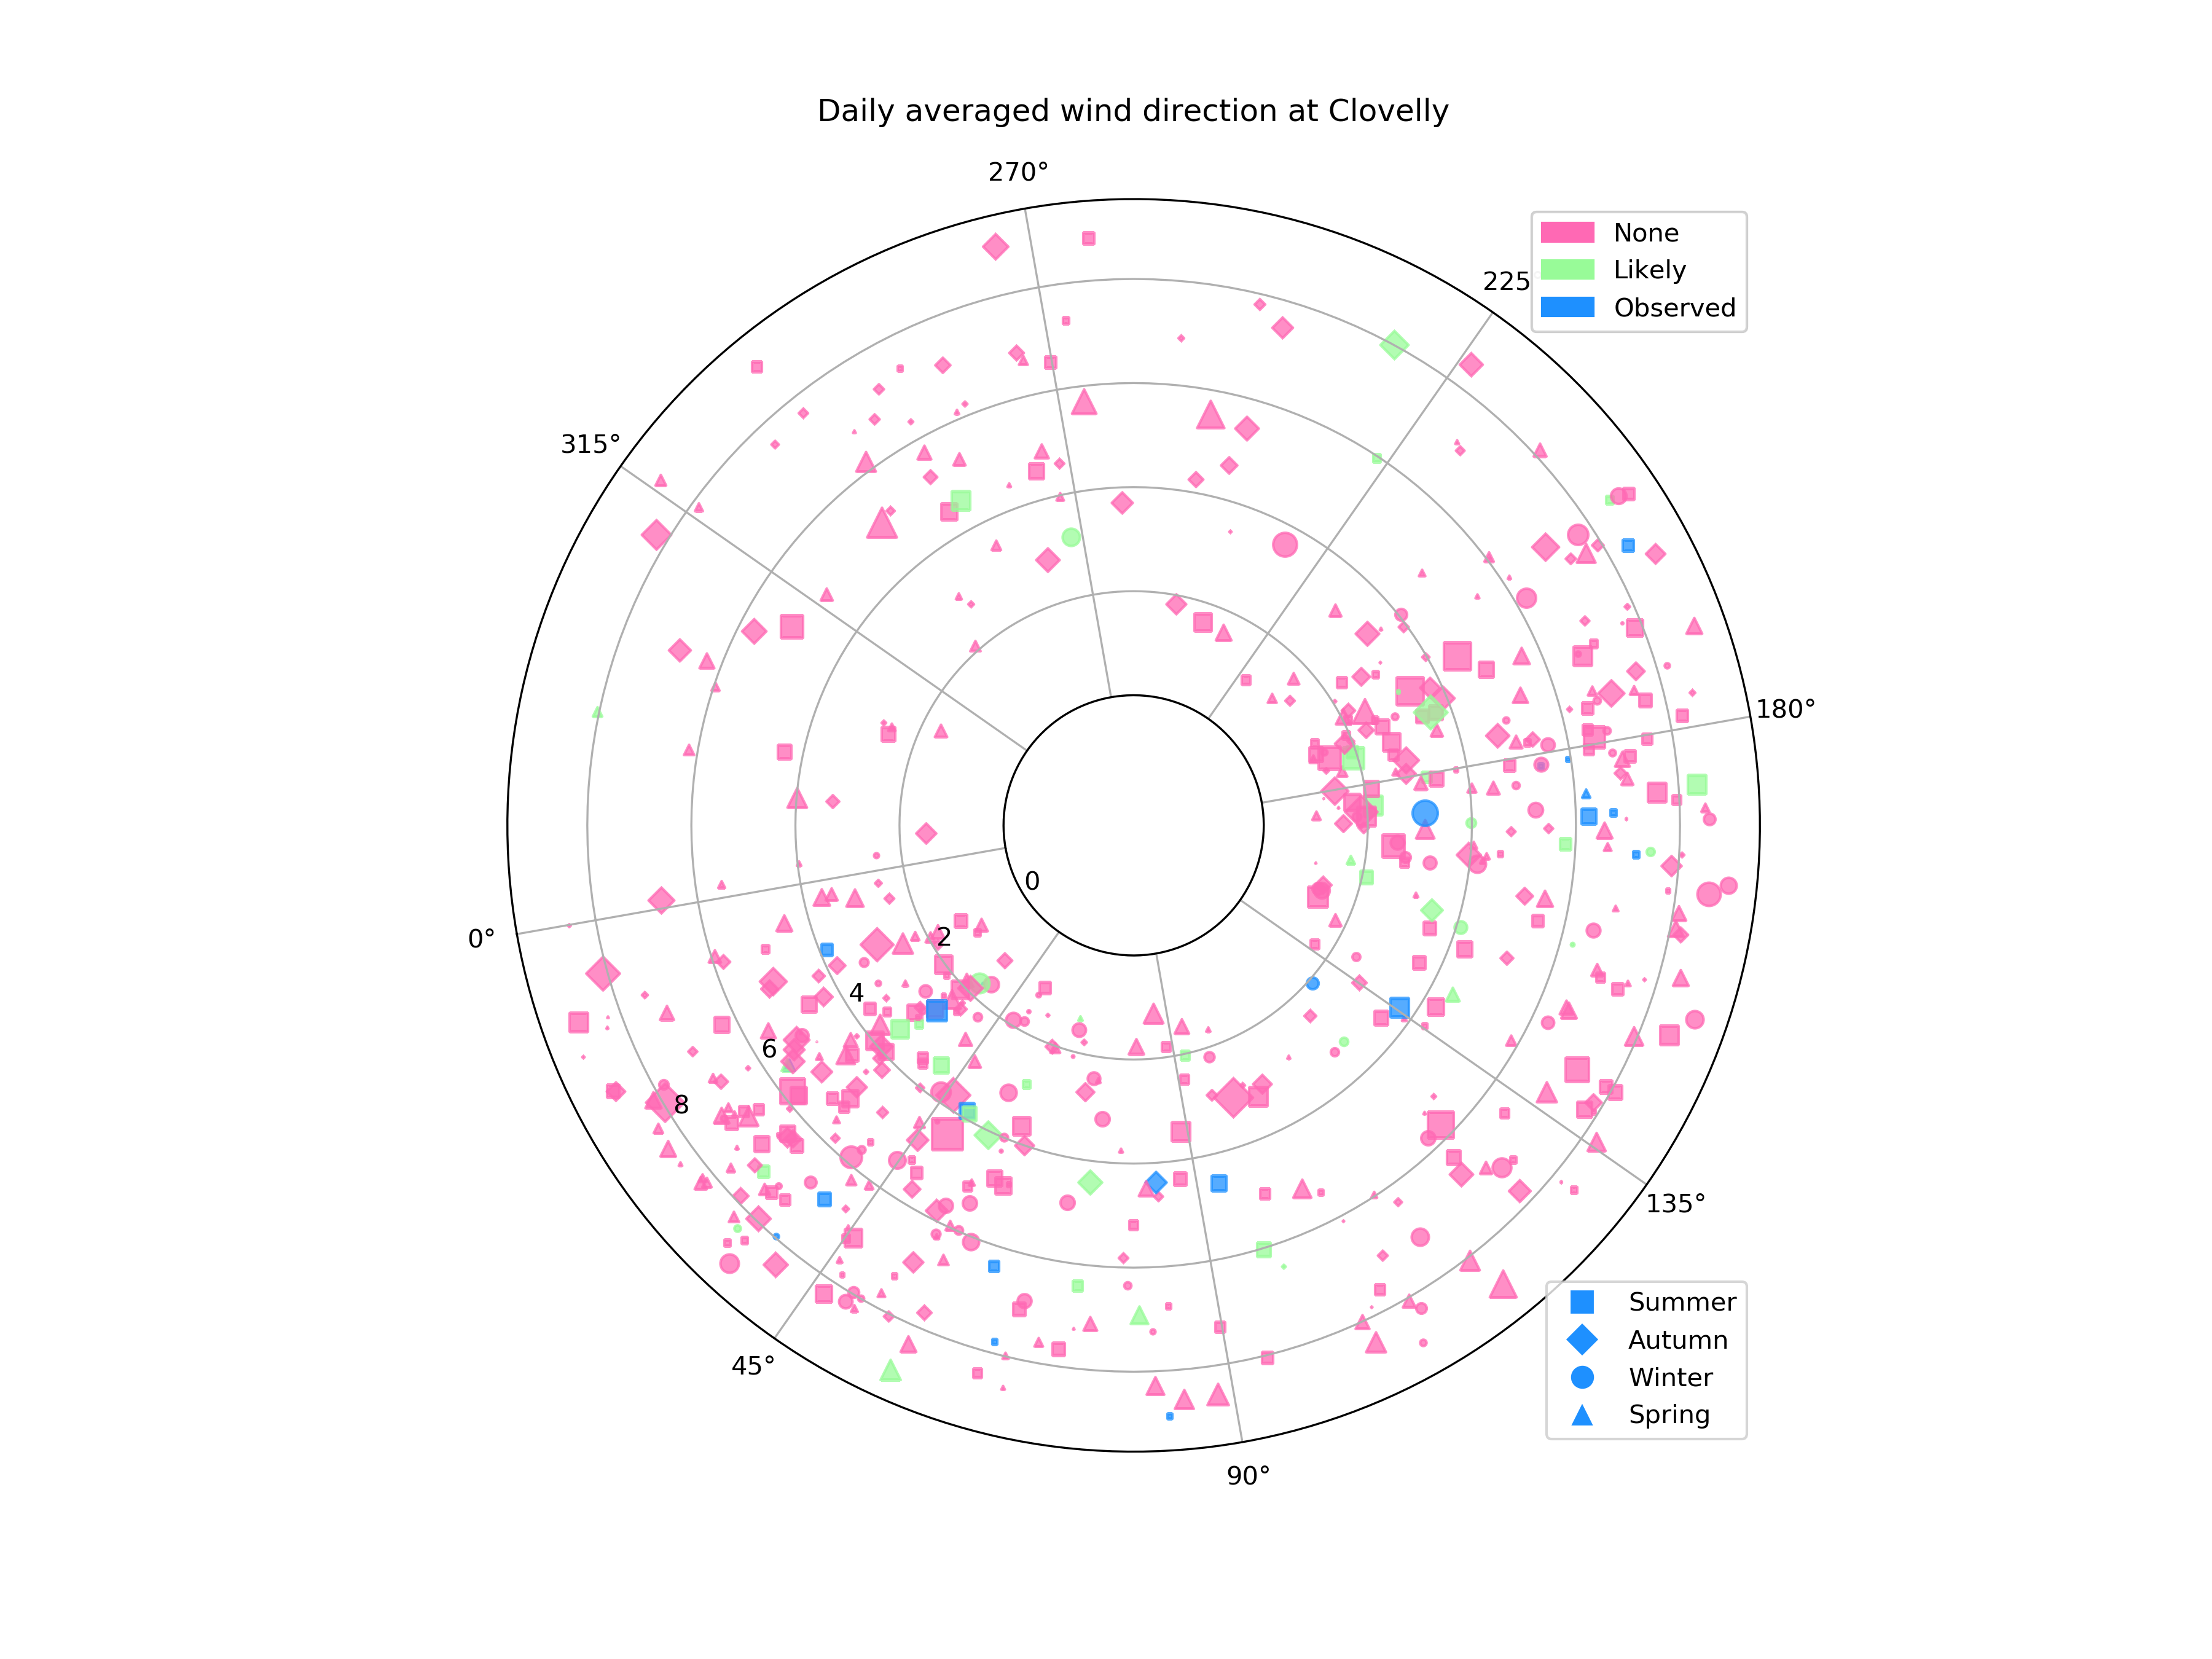 Daily averaged wind direction at Clovelly
270°
225
None
Likely
Observed
315°
180°
0
0°
2
4
6
8
135°
Summer
Autumn
Winter
Spring
45°
90°